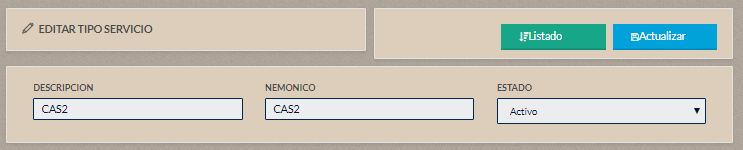 EDITAR TIPO SERVICIO
Listado
Actualizar
DESCRIPCION
NEMONICO
ESTADO
CAS2
CAS2
Activo